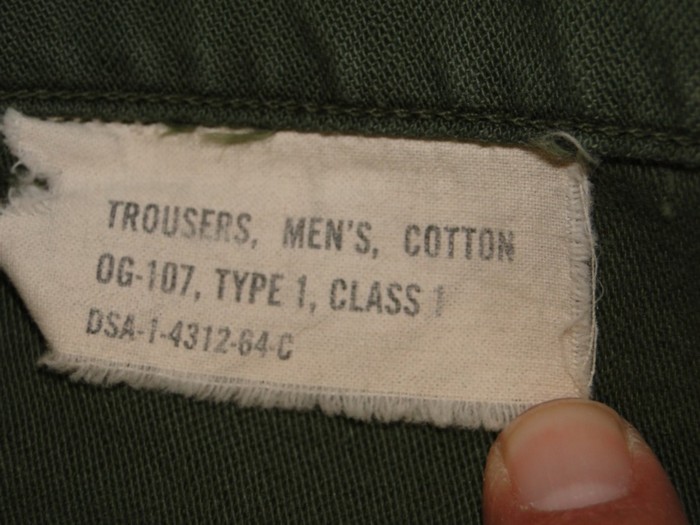 TROUSERS, MEN'S, COTTON
OG-107, TYPE 1, CLASS 1
DSA-1-4312-64-C